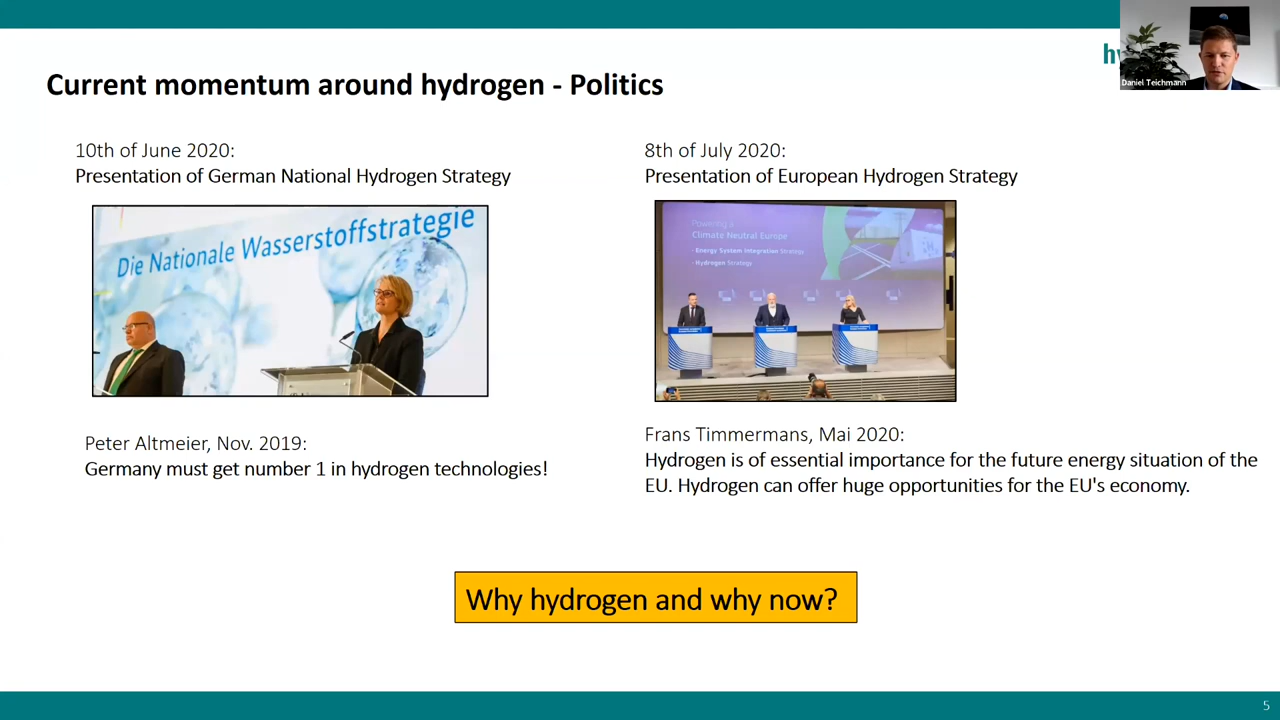 Current momentum around hydrogen - Politics
hy
Daniel Teichmann
10th of June 2020:
Presentation of German National Hydrogen Strategy
Die Nationale Wasserstoffstrategie
8th of July 2020:
Presentation of European Hydrogen Strategy
Powering a
Climate Neutral Europe
- Energy System Integration Strategy
- Hydrogen Strategy
Peter Altmeier, Nov. 2019:
Germany must get number 1 in hydrogen technologies!
Frans Timmermans, Mai 2020:
Hydrogen is of essential importance for the future energy situation of the
EU. Hydrogen can offer huge opportunities for the EU's economy.
Why hydrogen and why now?
5